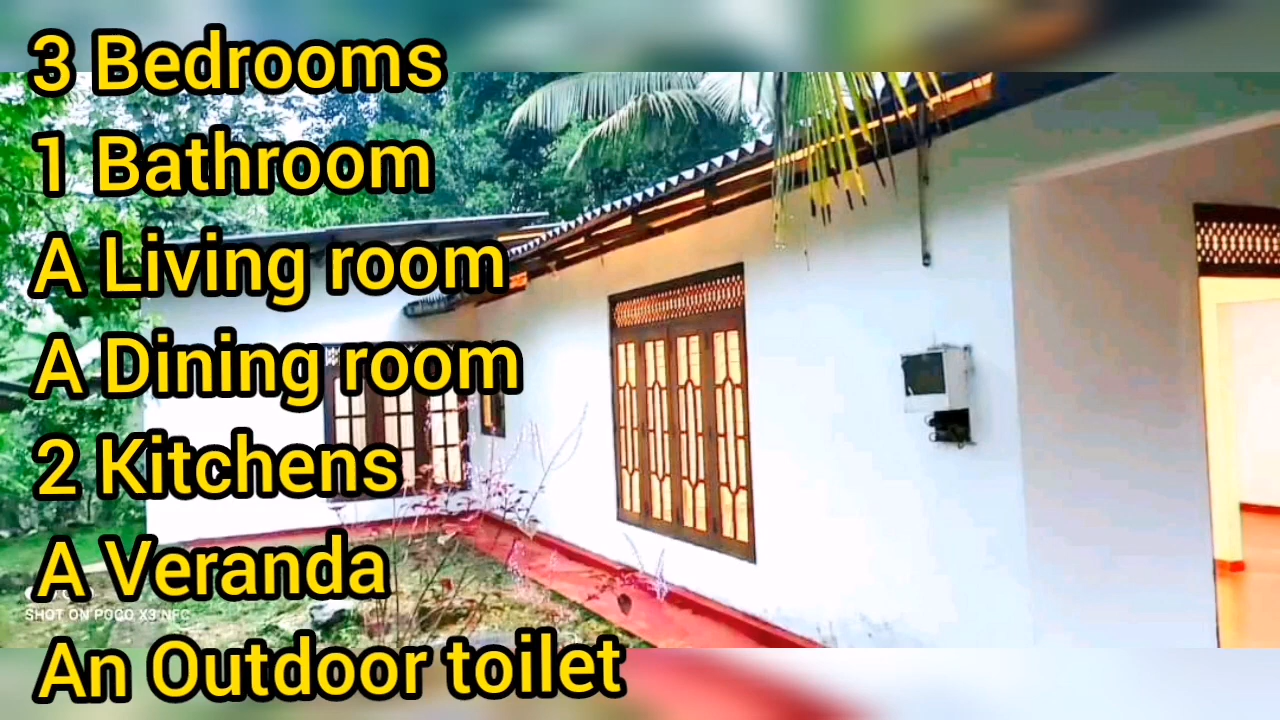 3 Bedrooms
1 Bathroom
A Living room
A Dining room
2 Kitchens
A Veranda
SHOT ON POCO X3 NFC
An Outdoor toilet